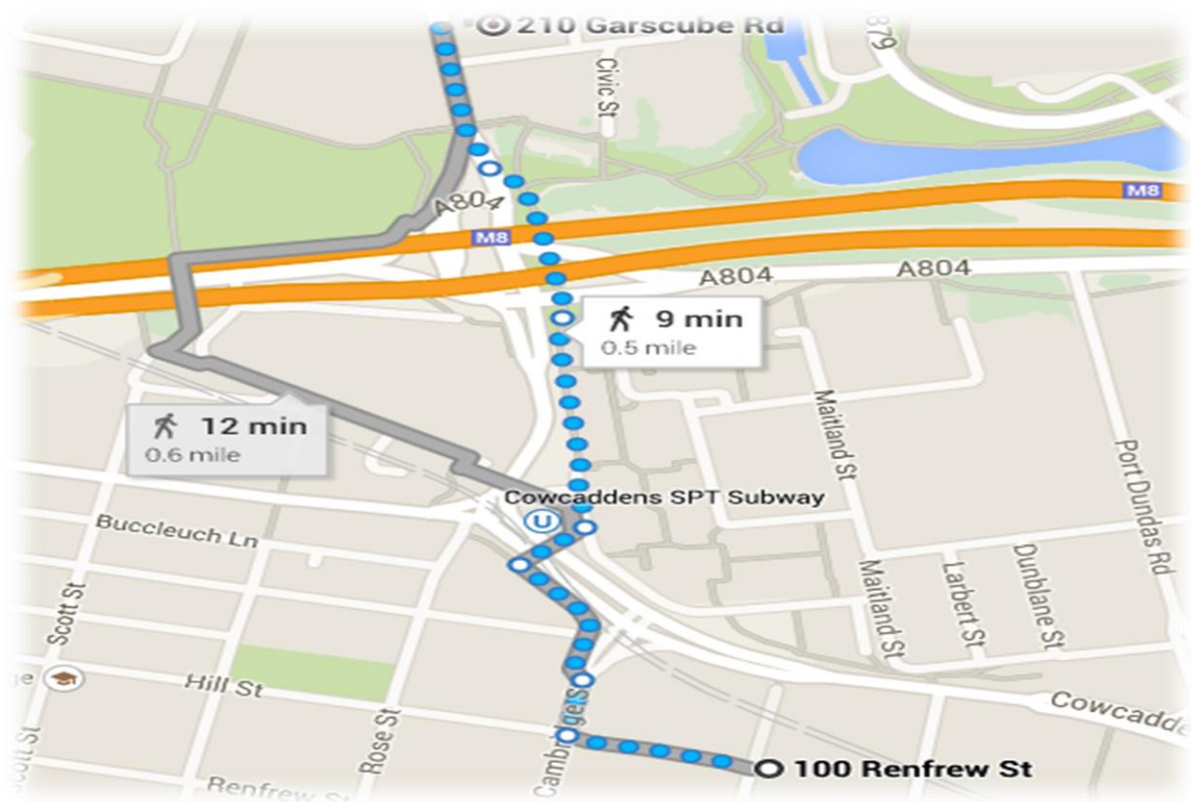 210 Garscube Rd
879
Civic St
A804
M8
M8
A804
A804
9 min
0.5 mile
Maitland St
12 min
0.6 mile
Port Dundas Rd
Cowcaddens SPT Subway
U
Buccleuch Ln
Scott St
Maitland St
Larbert St
Dunblane St
Hill St
Rose St
Cambridge S
Cowcadde
cott St
100 Renfrew St
Renfrew St